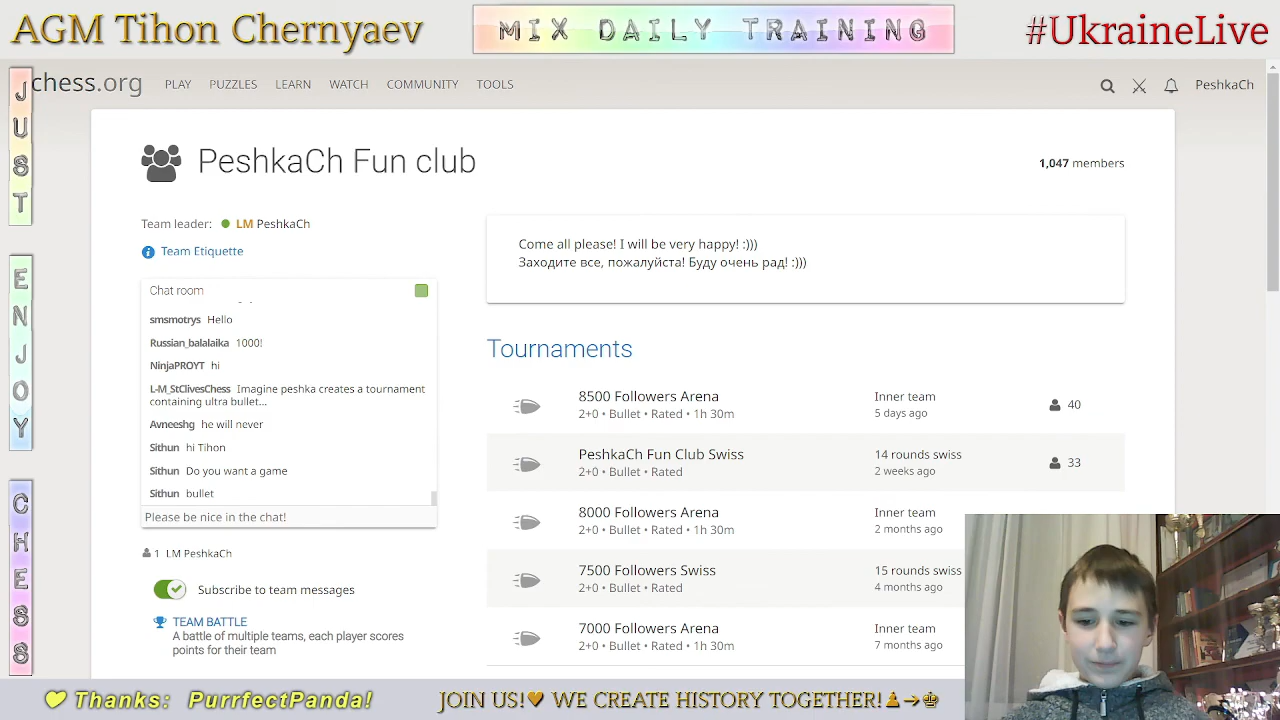 AGM Tihon Chernyaev
MIX DAILY TRAINING
#UkraineLive
JUST
ENJOY
CHESS
chess.org
PLAY
PUZZLES
LEARN
WATCH
COMMUNITY
TOOLS
PeshkaCh
PeshkaCh Fun club
1,047 members
Team leader: LM PeshkaCh
Team Etiquette
Chat room
smsmotrys Hello
Russian_balalaika 1000!
NinjaPROYT hi
L-M_StClivesChess Imagine peshka creates a tournament
containing ultra bullet...
Avneeshg he will never
Sithun hi Tihon
Sithun Do you want a game
Sithun bullet
Please be nice in the chat!
1 LM PeshkaCh
Subscribe to team messages
TEAM BATTLE
A battle of multiple teams, each player scores
points for their team
Come all please! I will be very happy! :)))
Заходите все, пожалуйста! Буду очень рад! :)))
Tournaments
8500 Followers Arena
2+0 • Bullet • Rated • 1h 30m
Inner team
5 days ago
40
PeshkaCh Fun Club Swiss
2+0 • Bullet • Rated
14 rounds swiss
2 weeks ago
33
8000 Followers Arena
2+0 • Bullet • Rated • 1h 30m
Inner team
2 months ago
7500 Followers Swiss
2+0 • Bullet • Rated
15 rounds swiss
4 months ago
7000 Followers Arena
2+0 • Bullet • Rated • 1h 30m
Inner team
7 months ago
Thanks: PurrfectPanda!
JOIN US!🧡 WE CREATE HISTORY TOGETHER!♟→♚